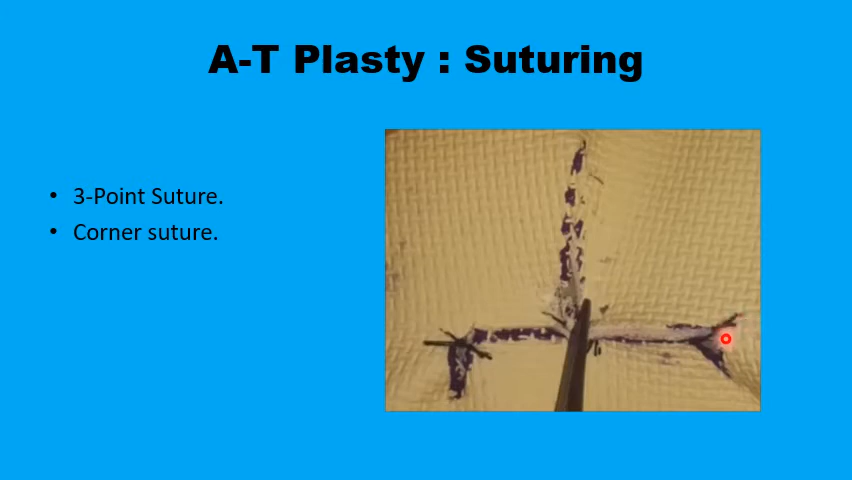 A-T Plasty : Suturing
• 3-Point Suture.
• Corner suture.